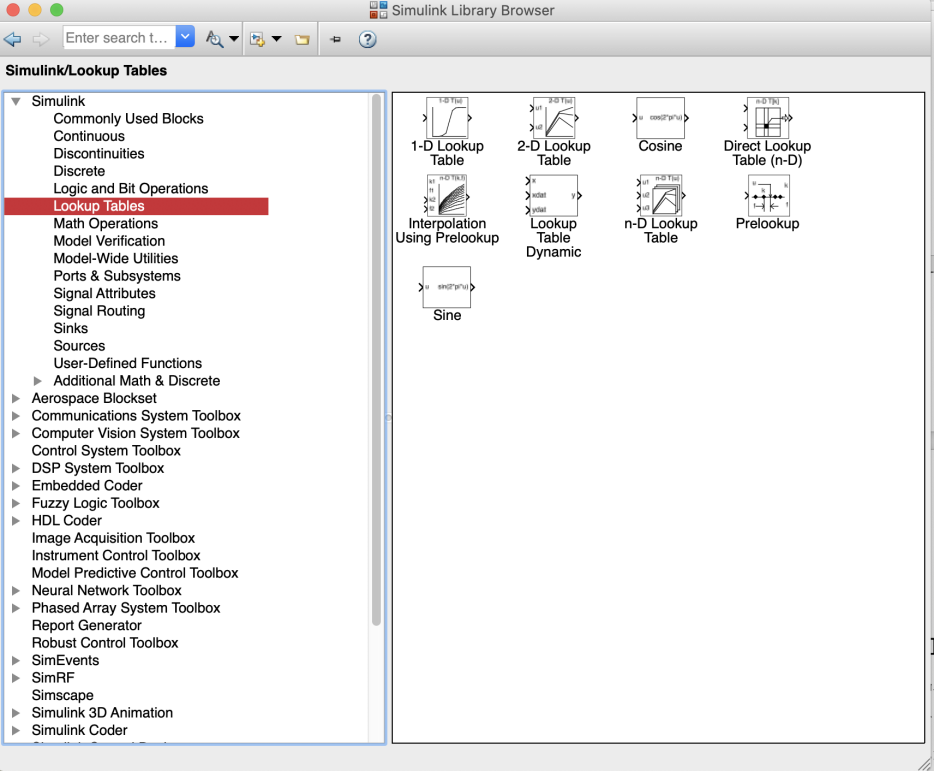 Simulink Library Browser
Enter search t...
Simulink/Lookup Tables
Simulink
Commonly Used Blocks
Continuous
Discontinuities
Discrete
Logic and Bit Operations
Lookup Tables
Math Operations
Model Verification
Model-Wide Utilities
Ports & Subsystems
Signal Attributes
Signal Routing
Sinks
Sources
User-Defined Functions
Additional Math & Discrete
Aerospace Blockset
Communications System Toolbox
Computer Vision System Toolbox
Control System Toolbox
DSP System Toolbox
Embedded Coder
Fuzzy Logic Toolbox
HDL Coder
Image Acquisition Toolbox
Instrument Control Toolbox
Model Predictive Control Toolbox
Neural Network Toolbox
Phased Array System Toolbox
Report Generator
Robust Control Toolbox
SimEvents
SimRF
Simscape
Simulink 3D Animation
Simulink Coder
1-D T(u)
1-D Lookup
Table
2-D T(u)
u1
u2
2-D Lookup
Table
u cos(2*pi*u)
Cosine
n-D T[k]
Direct Lookup
Table (n-D)
n-D T(k,f)
k1
f1
k2
f2
Interpolation
Using Prelookup
x
xdat
ydat
y
Lookup
Table
Dynamic
n-D T(u)
u1
u2
u3
n-D Lookup
Table
u
k
k
f
f
Prelookup
u sin(2*pi*u)
Sine